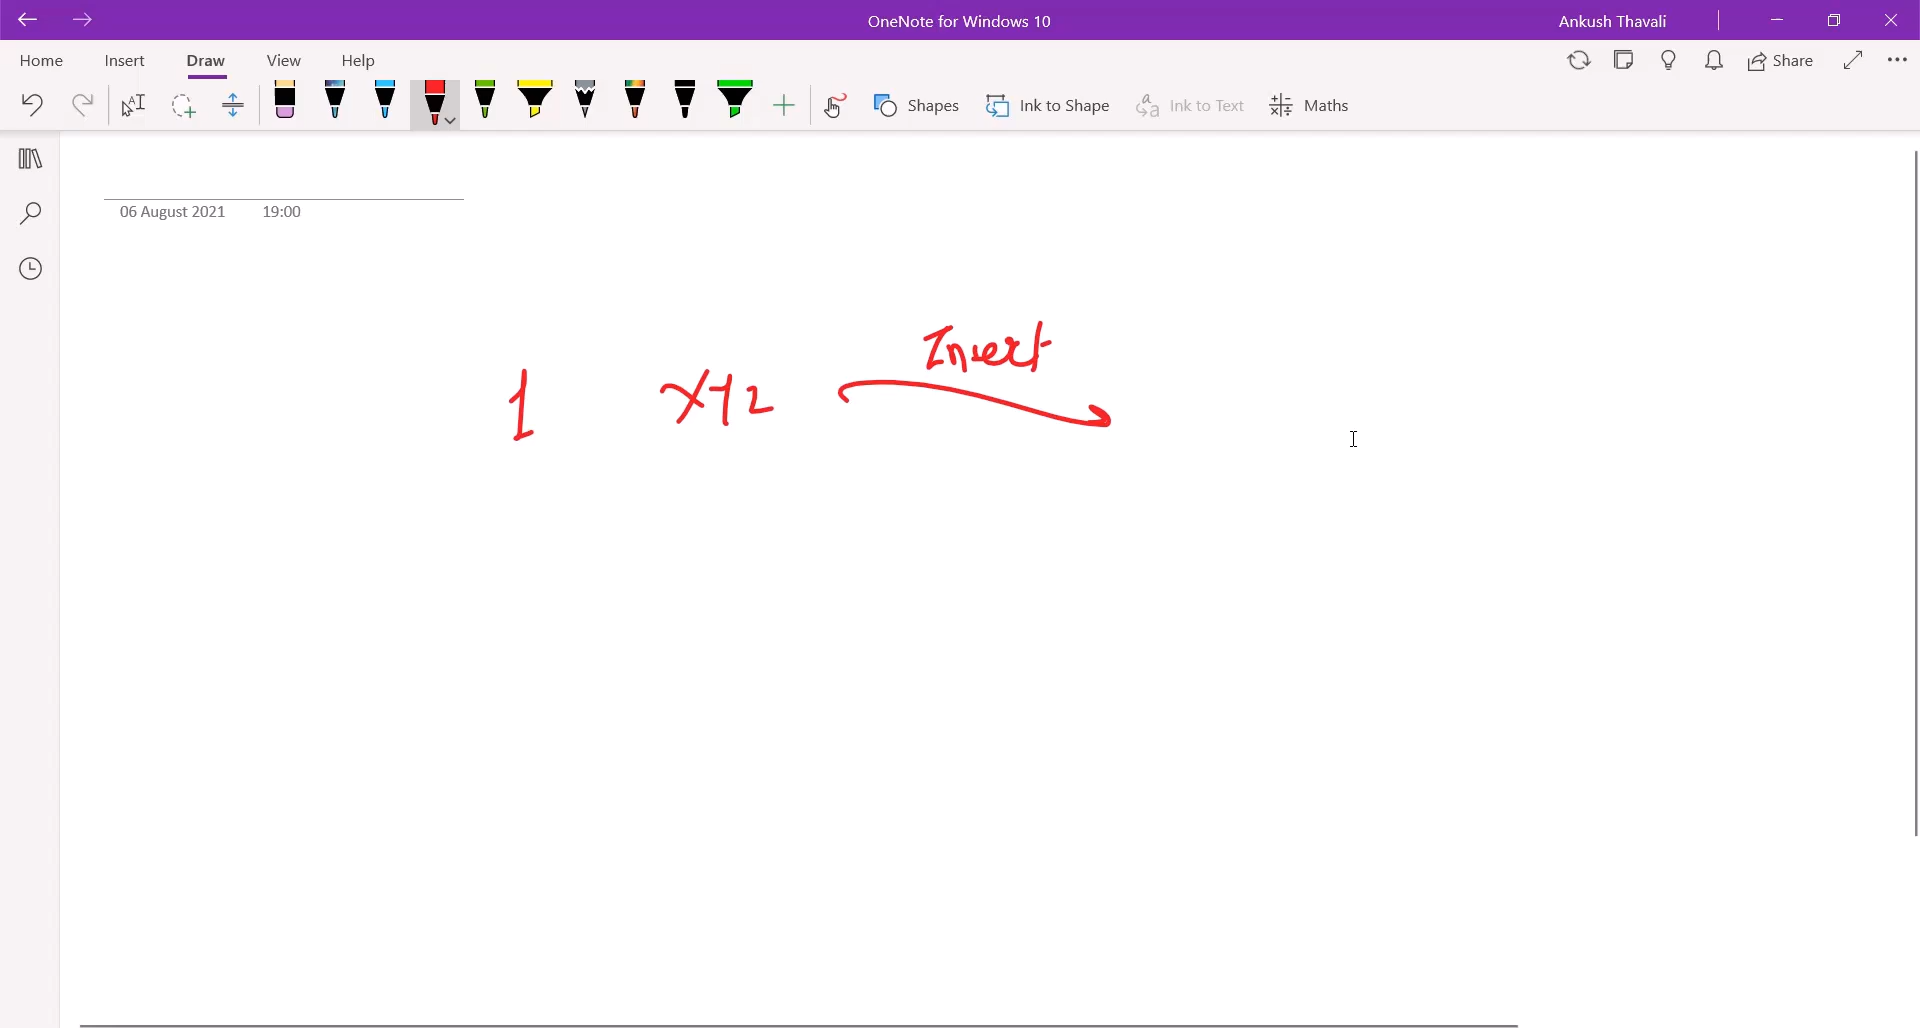 OneNote for Windows 10
Ankush Thavali
Home Insert Draw View Help
Share
Shapes Ink to Shape Ink to Text Maths
06 August 2021 19:00
Insert
1 XYZ